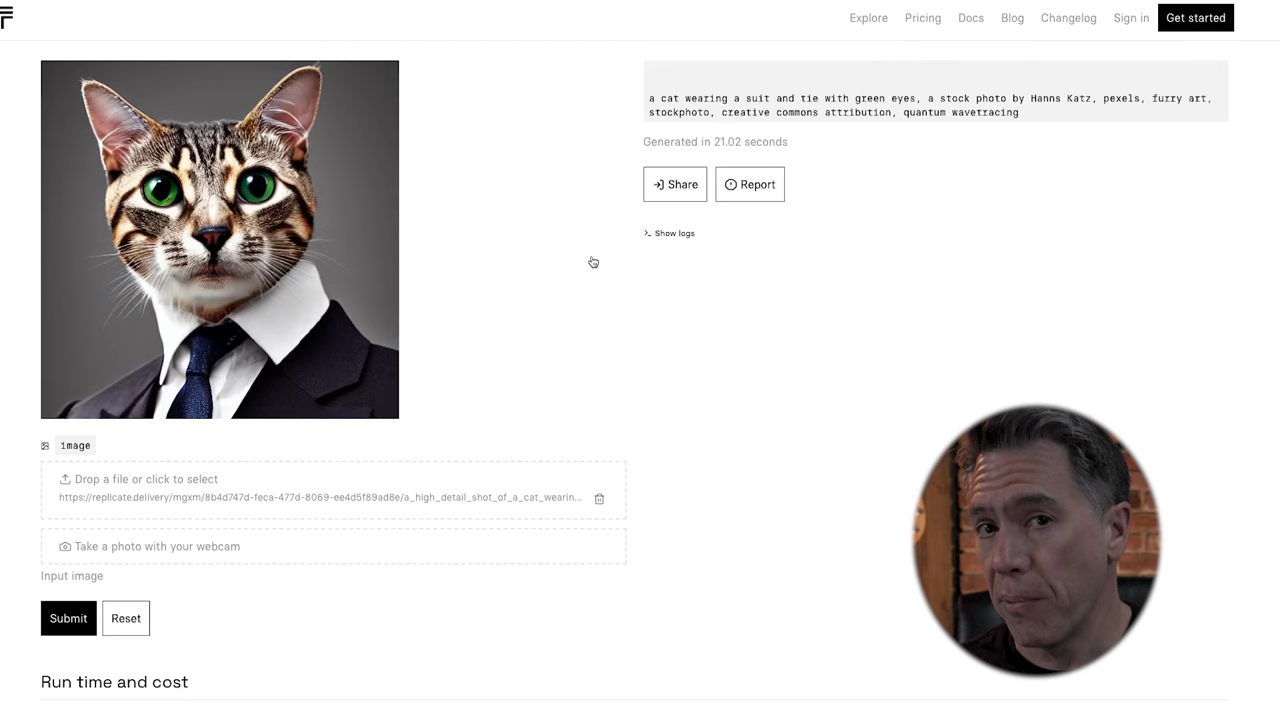 Explore Pricing Docs Blog Changelog Sign in Get started
a cat wearing a suit and tie with green eyes, a stock photo by Hanns Katz, pexels, furry art,
stockphoto, creative commons attribution, quantum wavetracing
Generated in 21.02 seconds
Share Report
Show logs
image
Drop a file or click to select
https://replicate.delivery/mgxm/8b4d747d-feca-477d-8069-ee4d5f89ad8e/a_high_detail_shot_of_a_cat_wearin...
Take a photo with your webcam
Input image
Submit Reset
Run time and cost